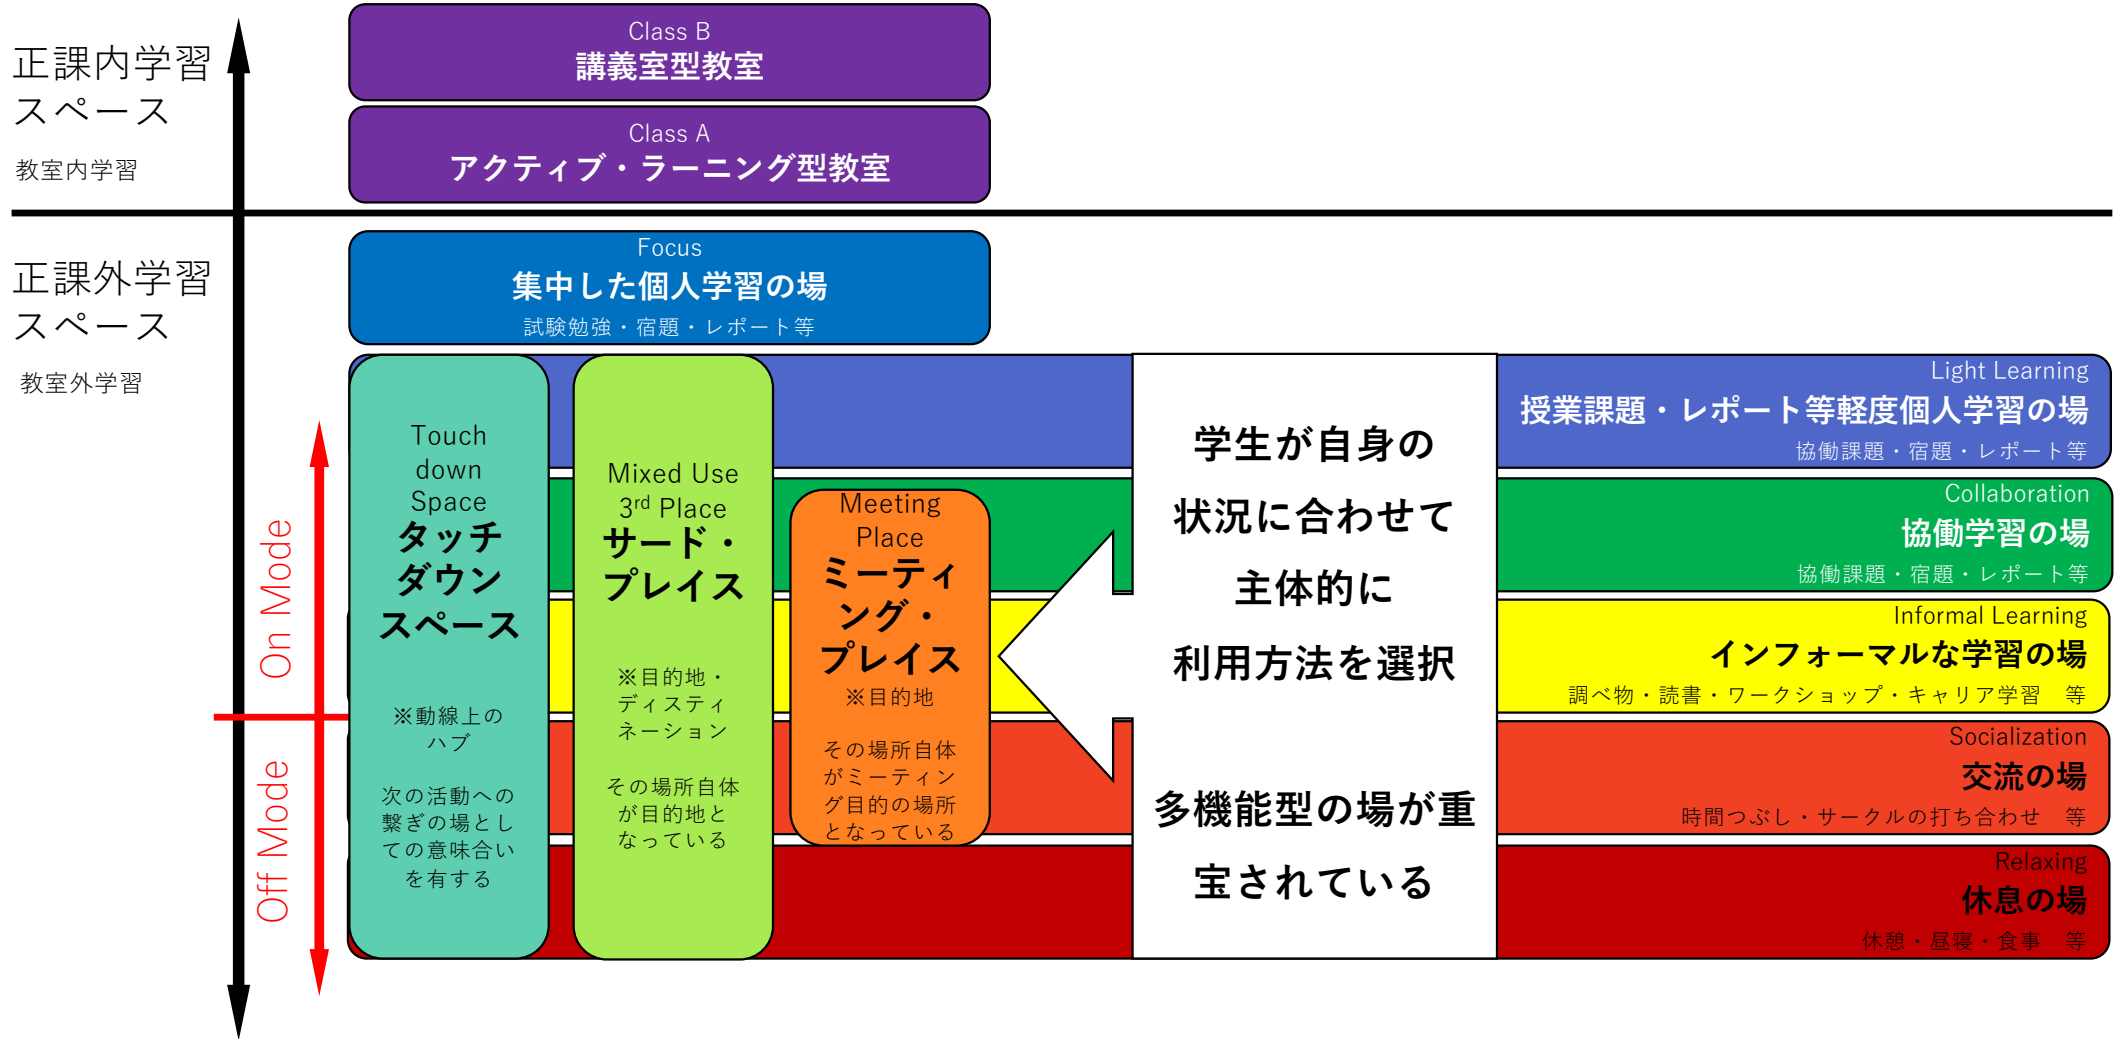 正課内学習
スペース
教室内学習
Class B
講義室型教室
Class A
アクティブ・ラーニング型教室
正課外学習
スペース
教室外学習
Focus
集中した個人学習の場
試験勉強・宿題・レポート等
On Mode
Off Mode
Touch
down
Space
タッチ
ダウン
スペース
※動線上の
ハブ
次の活動への
繋ぎの場とし
ての意味合い
を有する
Mixed Use
3rd Place
サード・
プレイス
※目的地・
ディスティ
ネーション
その場所自体
が目的地と
なっている
Meeting
Place
ミーティ
ング・
プレイス
※目的地
その場所自体
がミーティン
グ目的の場所
となっている
学生が自身の
状況に合わせて
主体的に
利用方法を選択
多機能型の場が重
宝されている
Light Learning
授業課題・レポート等軽度個人学習の場
協働課題・宿題・レポート等
Collaboration
協働学習の場
協働課題・宿題・レポート等
Informal Learning
インフォーマルな学習の場
調べ物・読書・ワークショップ・キャリア学習　等
Socialization
交流の場
時間つぶし・サークルの打ち合わせ　等
Relaxing
休息の場
休憩・昼寝・食事　等